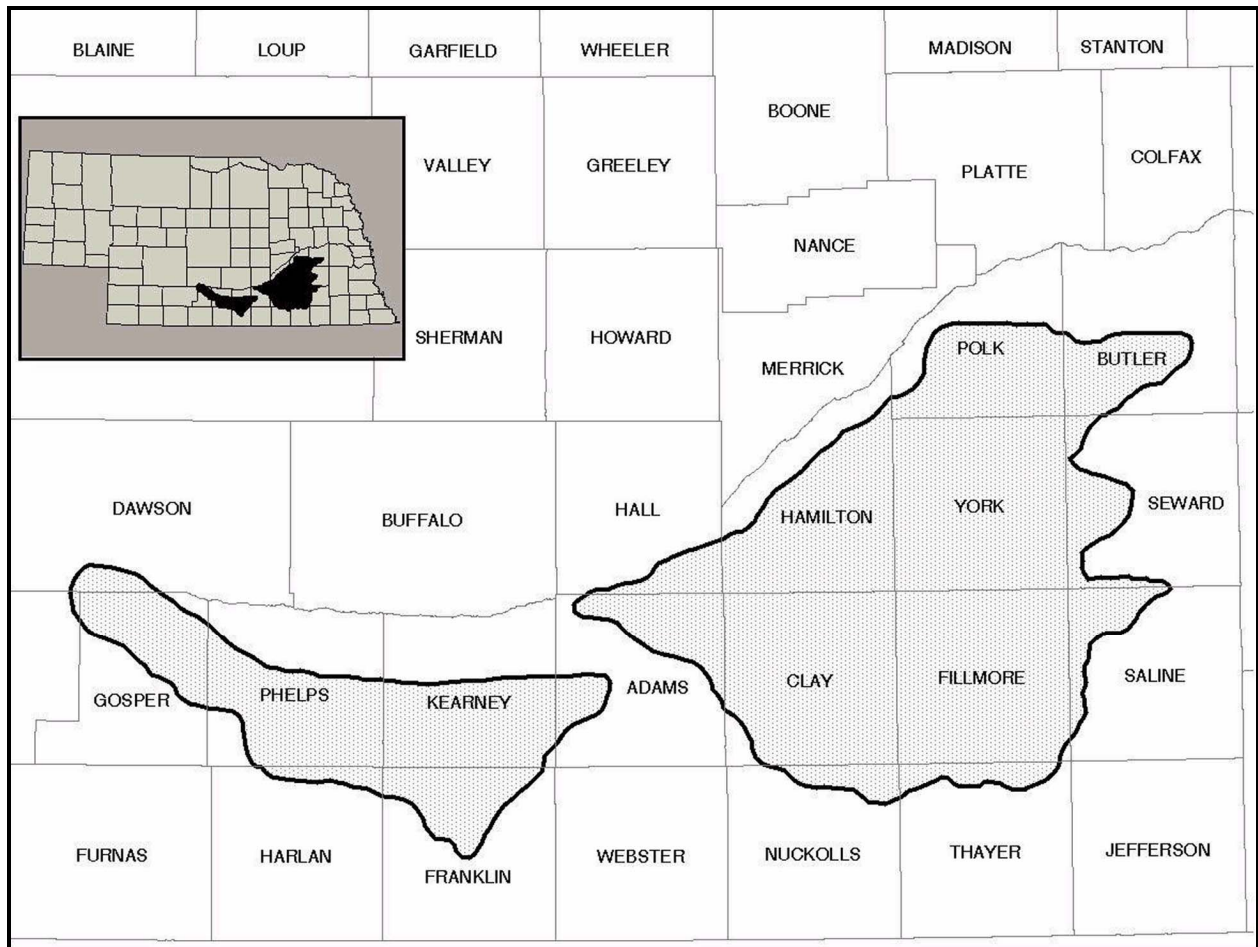 BLAINE
LOUP
GARFIELD
WHEELER
MADISON
STANTON
BOONE
VALLEY
GREELEY
PLATTE
COLFAX
NANCE
SHERMAN
HOWARD
MERRICK
POLK
BUTLER
DAWSON
BUFFALO
HALL
HAMILTON
YORK
SEWARD
GOSPER
PHELPS
KEARNEY
ADAMS
CLAY
FILLMORE
SALINE
FURNAS
HARLAN
FRANKLIN
WEBSTER
NUCKOLLS
THAYER
JEFFERSON